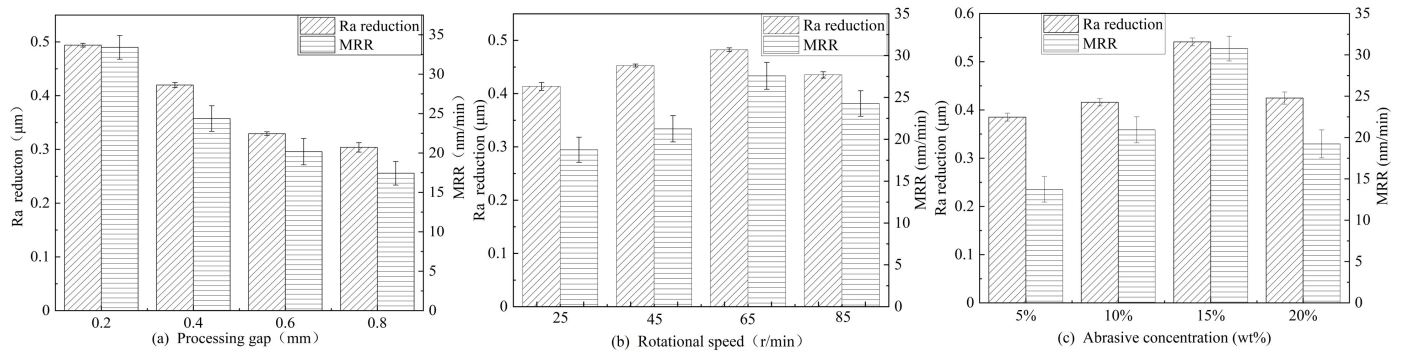 Ra reducton（μm）
0.5
0.4
0.3
0.2
0.1
0
Ra reduction
MRR
35
30
25
20
15
10
5
0
MRR（nm/min）
0.2 0.4 0.6 0.8
(a) Processing gap（mm）
Ra reduction (μm)
0.5
0.4
0.3
0.2
0.1
0.0
Ra reduction
MRR
35
30
25
20
15
10
5
0
MRR (nm/min)
25 45 65 85
(b) Rotational speed（r/min）
Ra reduction (μm)
0.6
0.5
0.4
0.3
0.2
0.1
0
Ra reduction
MRR
35
30
25
20
15
10
5
0
MRR (nm/min)
5% 10% 15% 20%
(c) Abrasive concentration (wt%)